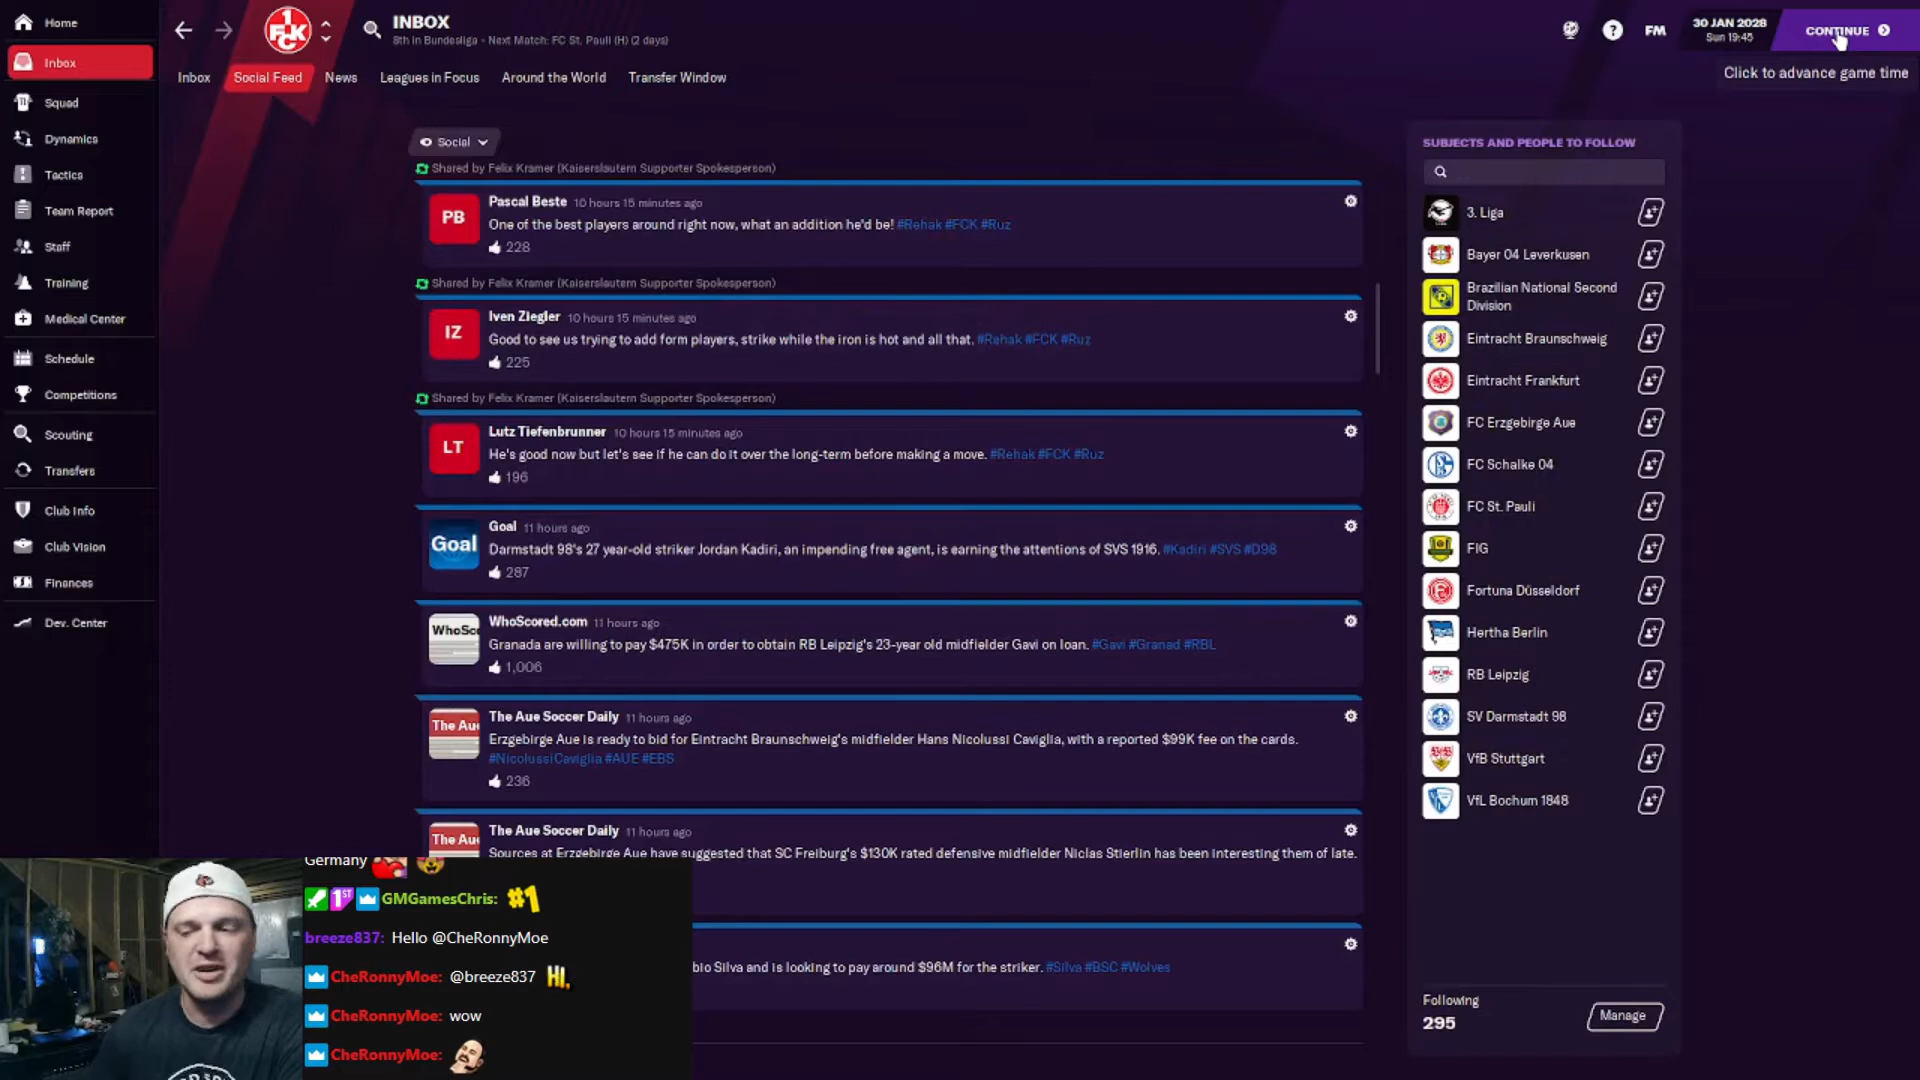 Home
Inbox
Squad
Dynamics
Tactics
Team Report
Staff
Training
Medical Center
Schedule
Competitions
Scouting
Transfers
Club Info
Club Vision
Finances
Dev. Center
INBOX
8th in Bundesliga - Next Match: FC St. Pauli (H) (2 days)
FM
30 JAN 2028
Sun 19:45
CONTINUE
Click to advance game time
Inbox
Social Feed
News
Leagues in Focus
Around the World
Transfer Window
Social
Shared by Felix Kramer (Kaiserslautern Supporter Spokesperson)
PB
Pascal Beste 10 hours 15 minutes ago
One of the best players around right now, what an addition he'd be! #Rehak #FCK #Ruz
228
Shared by Felix Kramer (Kaiserslautern Supporter Spokesperson)
IZ
Iven Ziegler 10 hours 15 minutes ago
Good to see us trying to add form players, strike while the iron is hot and all that. #Rehak #FCK #Ruz
225
Shared by Felix Kramer (Kaiserslautern Supporter Spokesperson)
LT
Lutz Tiefenbrunner 10 hours 15 minutes ago
He's good now but let's see if he can do it over the long-term before making a move. #Rehak #FCK #Ruz
196
Goal
Goal 11 hours ago
Darmstadt 98's 27 year-old striker Jordan Kadiri, an impending free agent, is earning the attentions of SVS 1916. #Kadiri #SVS #D98
287
WhoSc
WhoScored.com 11 hours ago
Granada are willing to pay $475K in order to obtain RB Leipzig's 23-year old midfielder Gavi on loan. #Gavi #Granad #RBL
1,006
The Au
The Aue Soccer Daily 11 hours ago
Erzgebirge Aue is ready to bid for Eintracht Braunschweig's midfielder Hans Nicolussi Caviglia, with a reported $99K fee on the cards.
#NicolussiCaviglia #AUE #EBS
236
The Au
The Aue Soccer Daily 11 hours ago
Sources at Erzgebirge Aue have suggested that SC Freiburg's $130K rated defensive midfielder Niclas Stierlin has been interesting them of late.
bio Silva and is looking to pay around $96M for the striker. #Silva #BSC #Wolves
SUBJECTS AND PEOPLE TO FOLLOW
3. Liga
Bayer 04 Leverkusen
Brazilian National Second
Division
Eintracht Braunschweig
Eintracht Frankfurt
FC Erzgebirge Aue
FC Schalke 04
FC St. Pauli
FIG
Fortuna Düsseldorf
Hertha Berlin
RB Leipzig
SV Darmstadt 98
VfB Stuttgart
VfL Bochum 1848
Following
295
Manage
Germany
1ST GMGamesChris: #1
breeze837: Hello @CheRonnyMoe
CheRonnyMoe: @breeze837 HI,
CheRonnyMoe: wow
CheRonnyMoe: